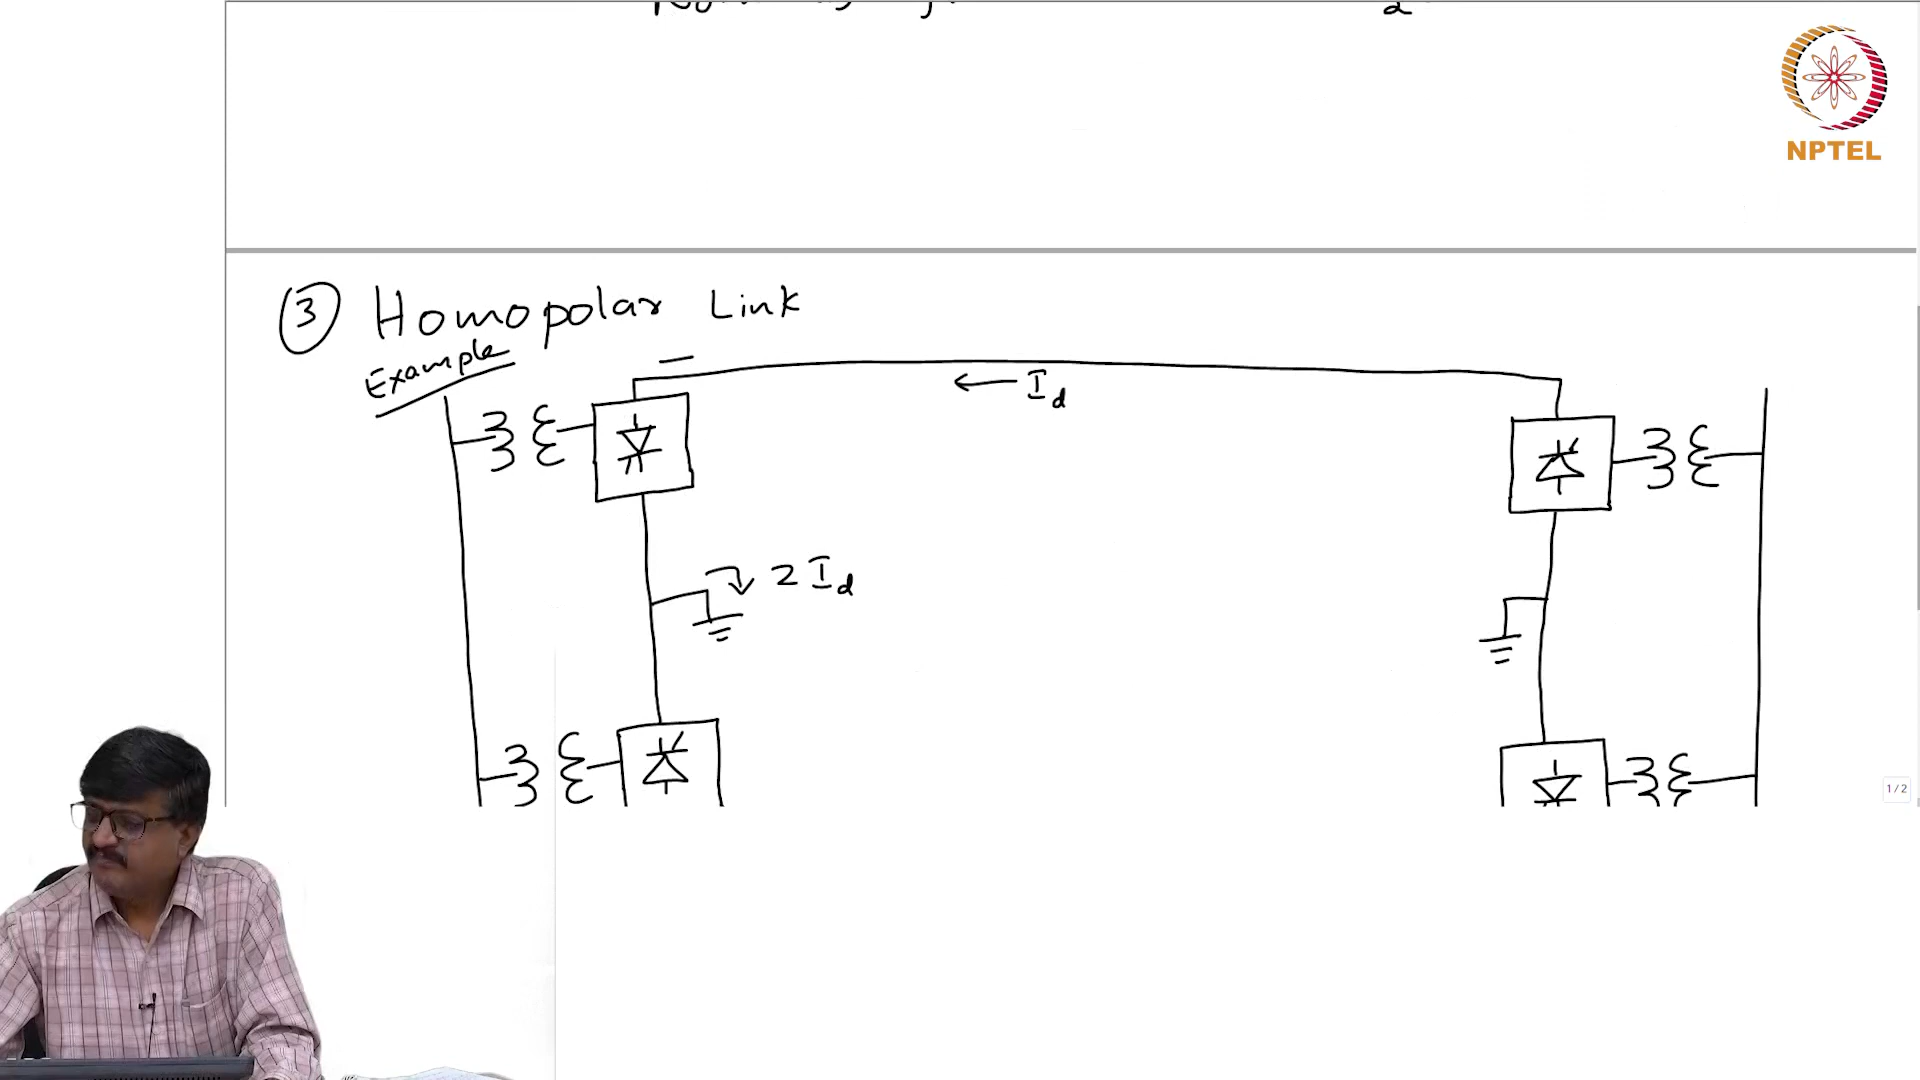 NPTEL
③ Homopolar Link
Example
−
← I_d
2 I_d
1/2